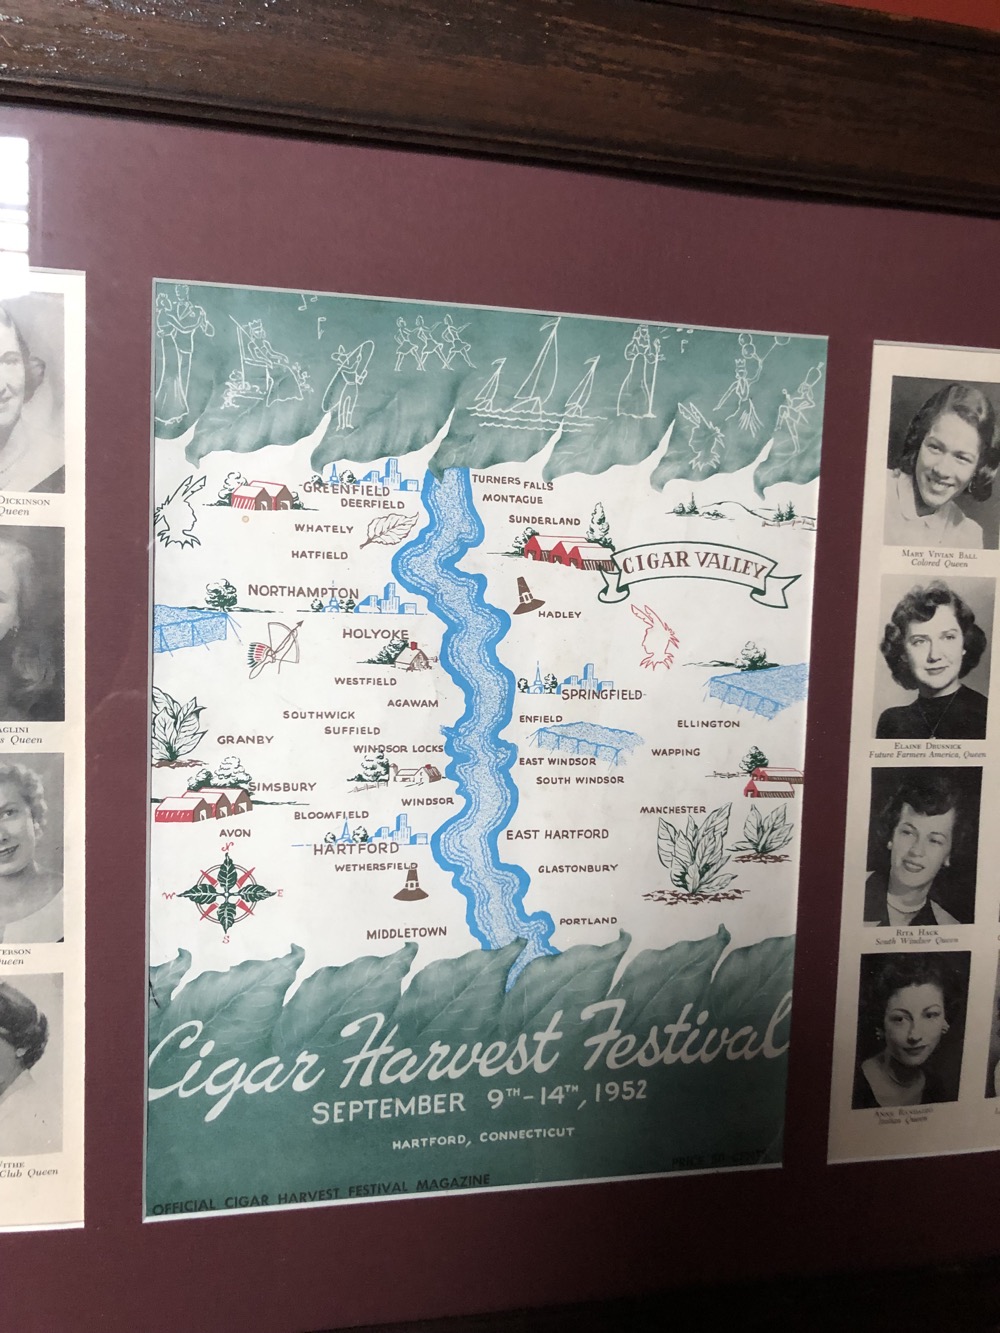 DICKINSON
Queen
AGLINI
s Queen
ERSON
ueen
Club Queen
GREENFIELD
DEERFIELD
WHATELY
HATFIELD
NORTHAMPTON
HOLYOKE
WESTFIELD
AGAWAM
SOUTHWICK
SUFFIELD
GRANBY
WINDSOR LOCKS
SIMSBURY
WINDSOR
BLOOMFIELD
AVON
HARTFORD
WETHERSFIELD
MIDDLETOWN
N
W
E
S
TURNERS FALLS
MONTAGUE
SUNDERLAND
CIGAR VALLEY
HADLEY
SPRINGFIELD
ENFIELD
ELLINGTON
EAST WINDSOR
WAPPING
SOUTH WINDSOR
MANCHESTER
EAST HARTFORD
GLASTONBURY
PORTLAND
Cigar Harvest Festival
SEPTEMBER 9TH-14TH, 1952
HARTFORD, CONNECTICUT
OFFICIAL CIGAR HARVEST FESTIVAL MAGAZINE
MARY VIVIAN BALL
Colored Queen
ELAINE DRUSNICK
Future Farmers America, Queen
RITA HACK
South Windsor Queen
Italian Queen